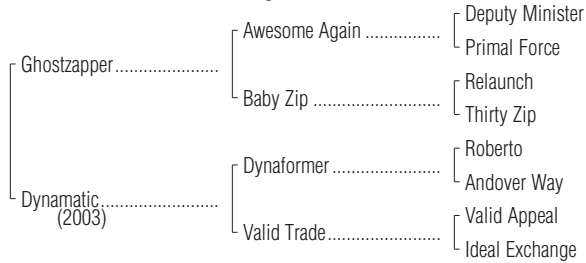 Deputy Minister
Awesome Again ................
Primal Force
Ghostzapper......................
Relaunch
Baby Zip ...........................
Thirty Zip
Roberto
Dynaformer .......................
Andover Way
Dynamatic.........................
(2003)
Valid Appeal
Valid Trade........................
Ideal Exchange